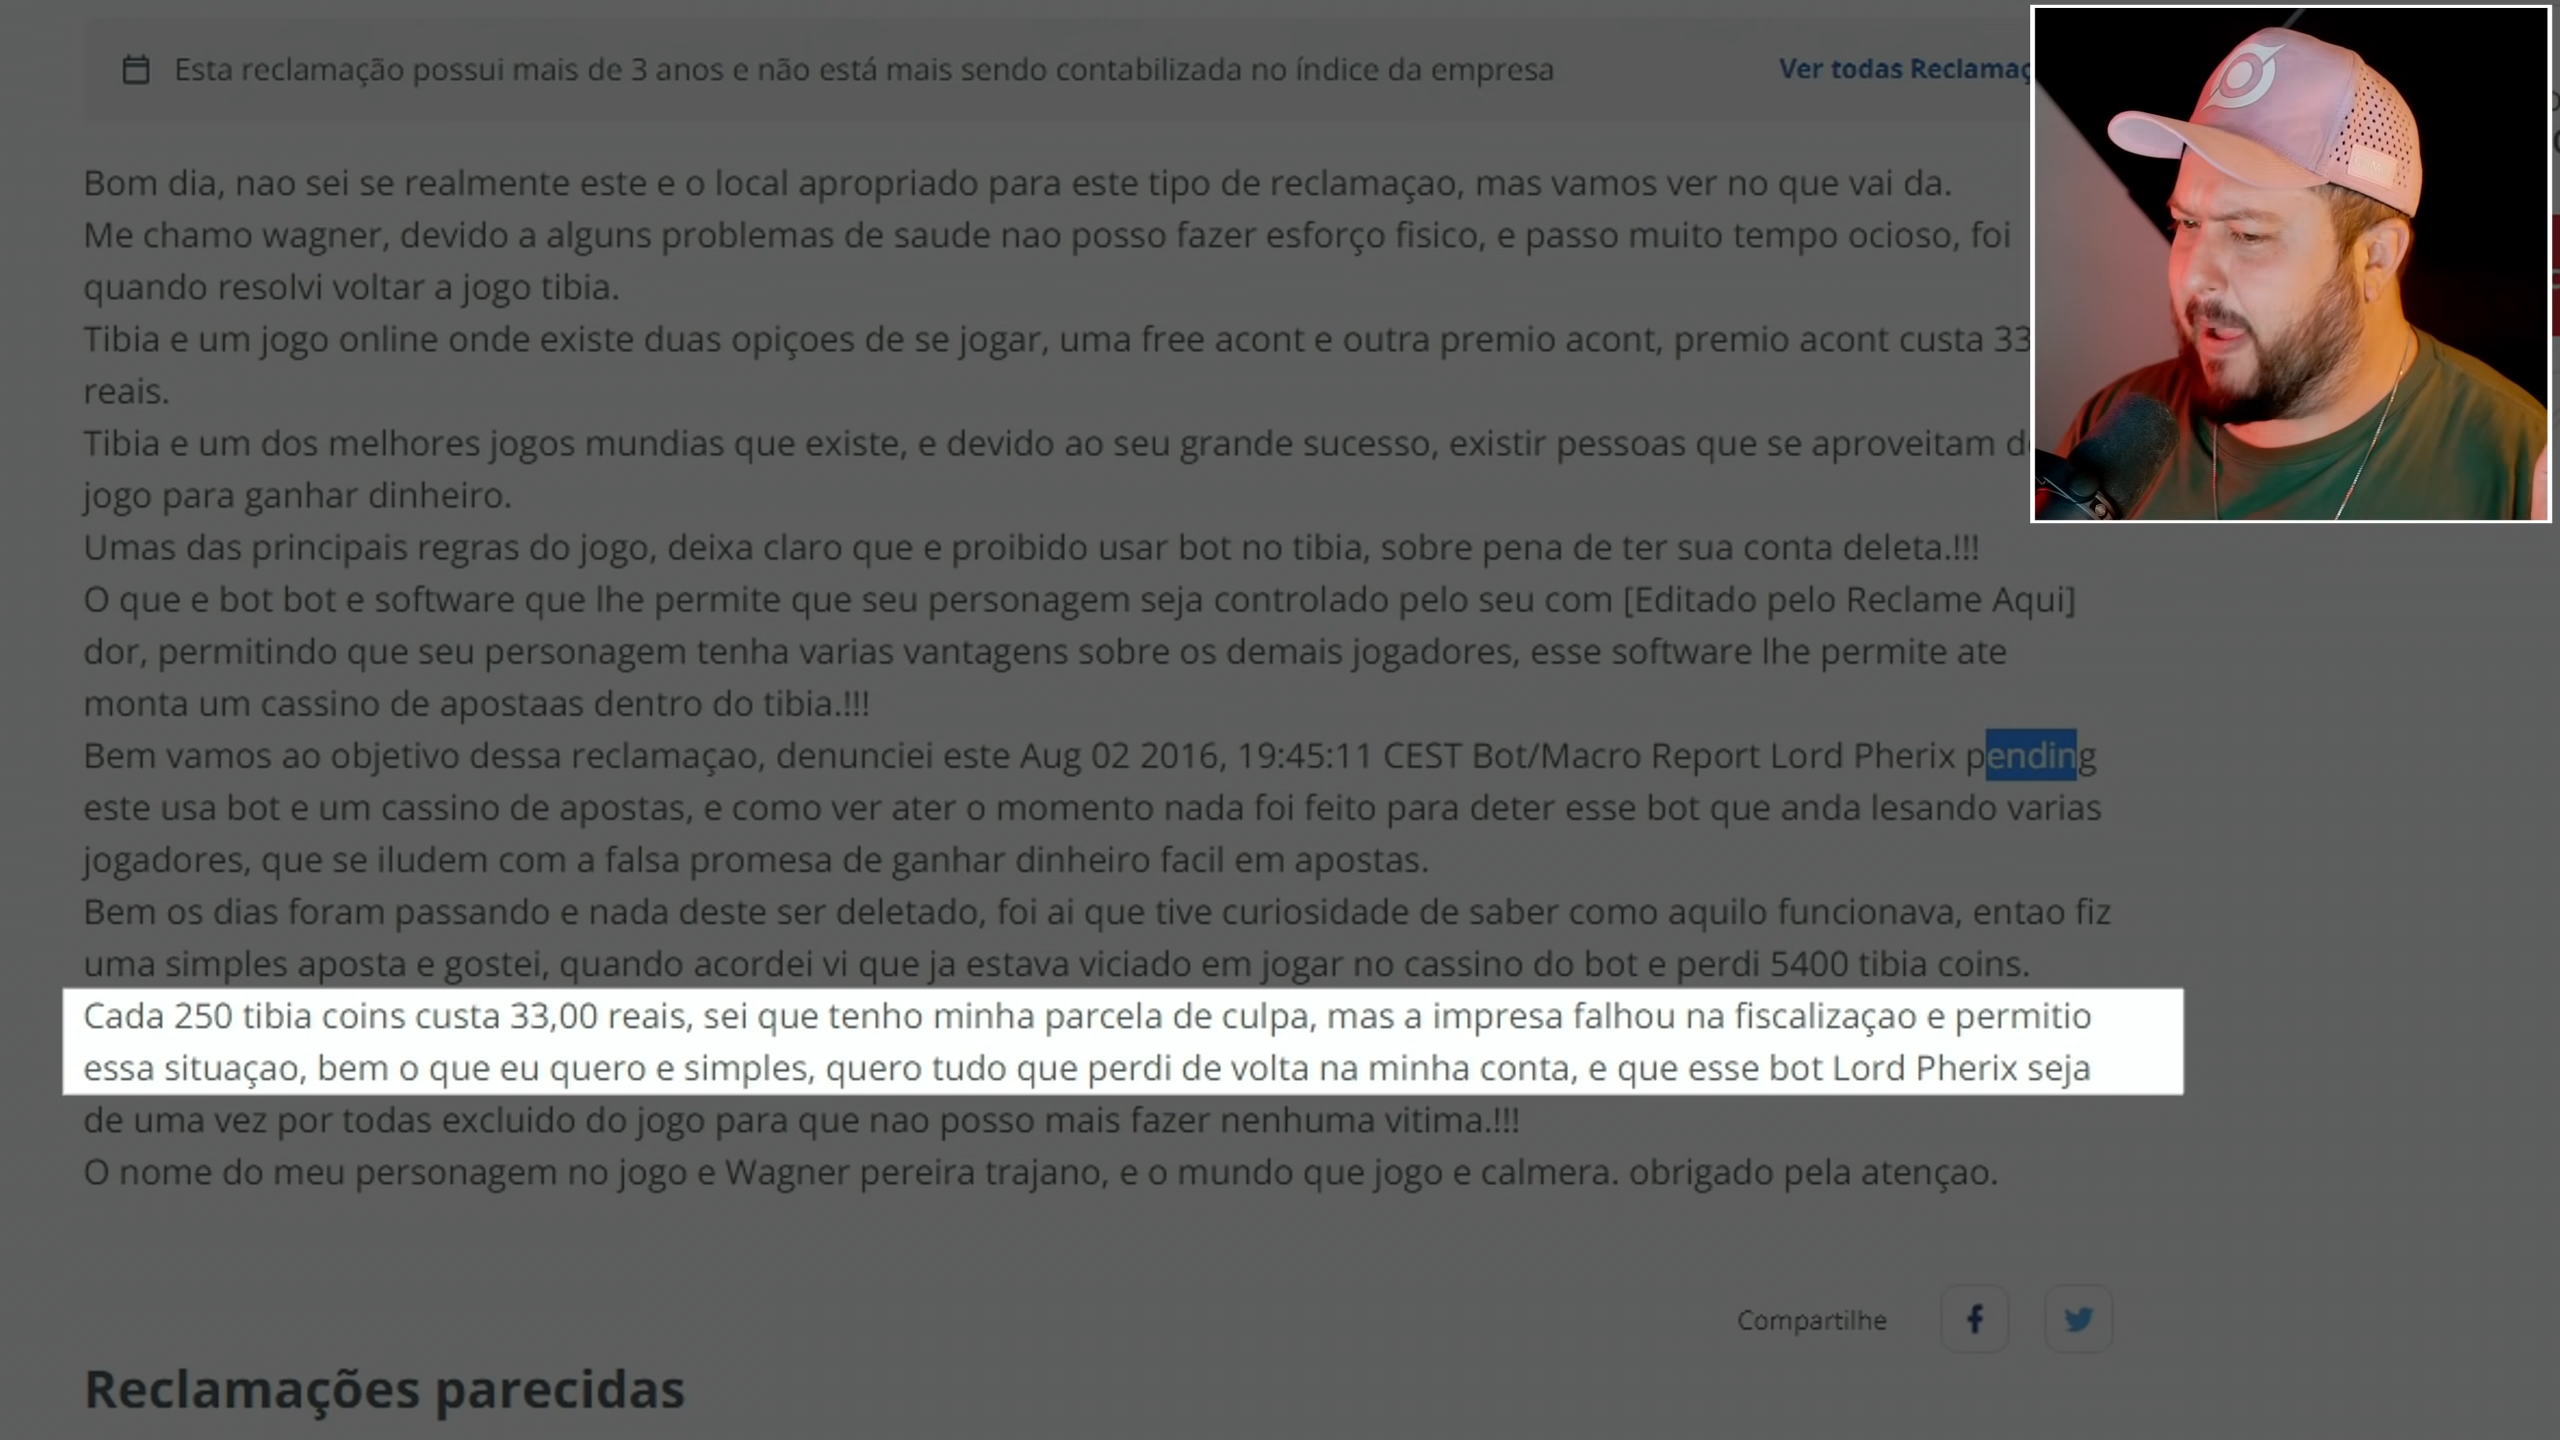 Esta reclamação possui mais de 3 anos e não está mais sendo contabilizada no índice da empresa
Ver todas
Bom dia, nao sei se realmente este e o local apropriado para este tipo de reclamaçao, mas vamos ver no que vai da.
Me chamo wagner, devido a alguns problemas de saude nao posso fazer esforço fisico, e passo muito tempo ocioso, foi
quando resolvi voltar a jogo tibia.
Tibia e um jogo online onde existe duas opiçoes de se jogar, uma free acont e outra premio acont, premio acont custa 33
reais.
Tibia e um dos melhores jogos mundias que existe, e devido ao seu grande sucesso, existir pessoas que se aproveitam
jogo para ganhar dinheiro.
Umas das principais regras do jogo, deixa claro que e proibido usar bot no tibia, sobre pena de ter sua conta deleta.!!!
O que e bot bot e software que lhe permite que seu personagem seja controlado pelo seu com [Editado pelo Reclame Aqui]
dor, permitindo que seu personagem tenha varias vantagens sobre os demais jogadores, esse software lhe permite ate
monta um cassino de apostaas dentro do tibia.!!!
Bem vamos ao objetivo dessa reclamaçao, denunciei este Aug 02 2016, 19:45:11 CEST Bot/Macro Report Lord Pherix pending
este usa bot e um cassino de apostas, e como ver ater o momento nada foi feito para deter esse bot que anda lesando varias
jogadores, que se iludem com a falsa promesa de ganhar dinheiro facil em apostas.
Bem os dias foram passando e nada deste ser deletado, foi ai que tive curiosidade de saber como aquilo funcionava, entao fiz
uma simples aposta e gostei, quando acordei vi que ja estava viciado em jogar no cassino do bot e perdi 5400 tibia coins.
Cada 250 tibia coins custa 33,00 reais, sei que tenho minha parcela de culpa, mas a impresa falhou na fiscalizaçao e permitio
essa situaçao, bem o que eu quero e simples, quero tudo que perdi de volta na minha conta, e que esse bot Lord Pherix seja
de uma vez por todas excluido do jogo para que nao posso mais fazer nenhuma vitima.!!!
O nome do meu personagem no jogo e Wagner pereira trajano, e o mundo que jogo e calmera. obrigado pela atençao.
Compartilhe
Reclamações parecidas